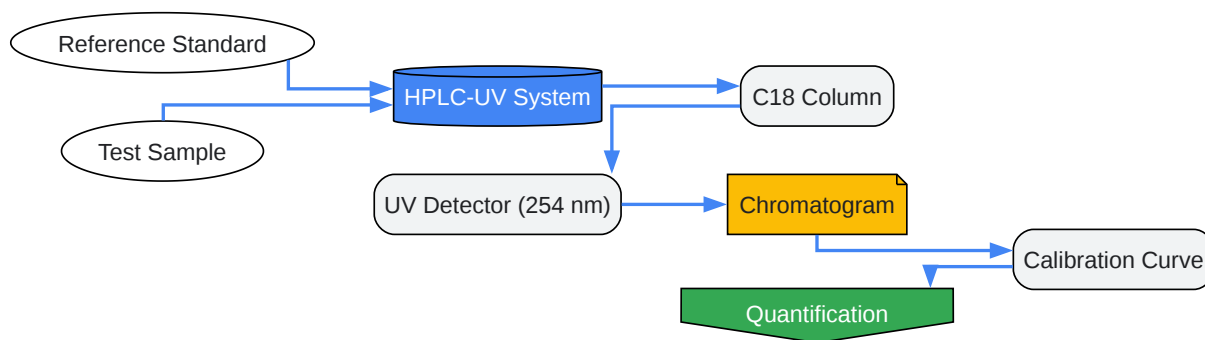 Reference Standard
HPLC-UV System
C18 Column
Test Sample
UV Detector (254 nm)
Chromatogram
Calibration Curve
Quantification